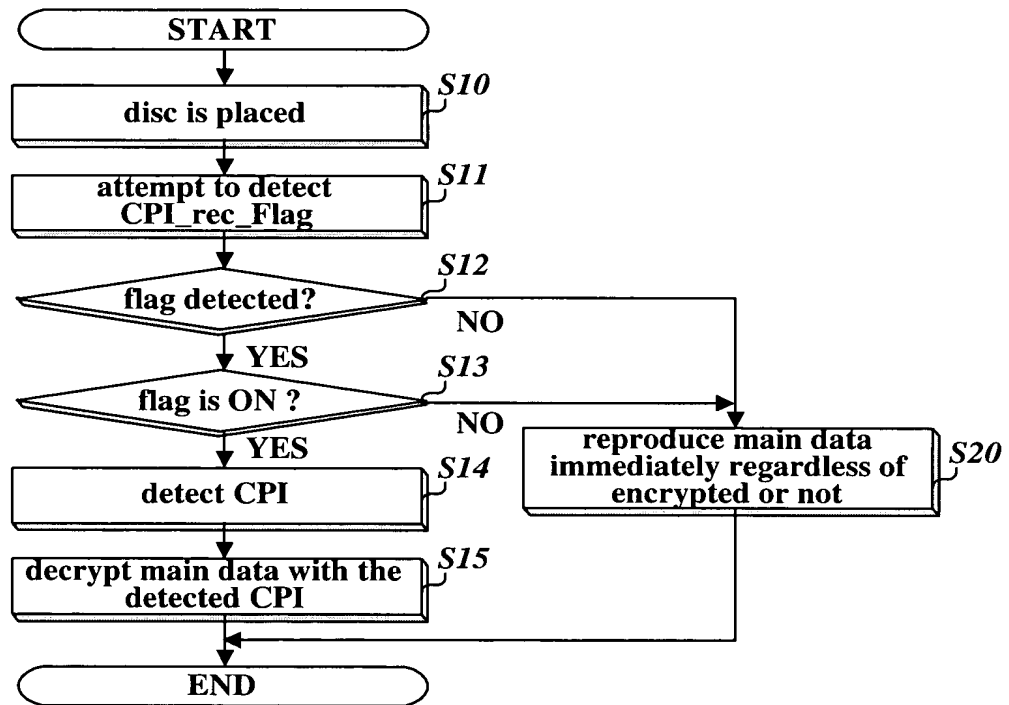 START
S10
disc is placed
S11
attempt to detect
CPI_rec_Flag
S12
flag detected?
NO
YES
S13
flag is ON ?
NO
YES
reproduce main data
immediately regardless of
encrypted or not
S20
S14
detect CPI
S15
decrypt main data with the
detected CPI
END